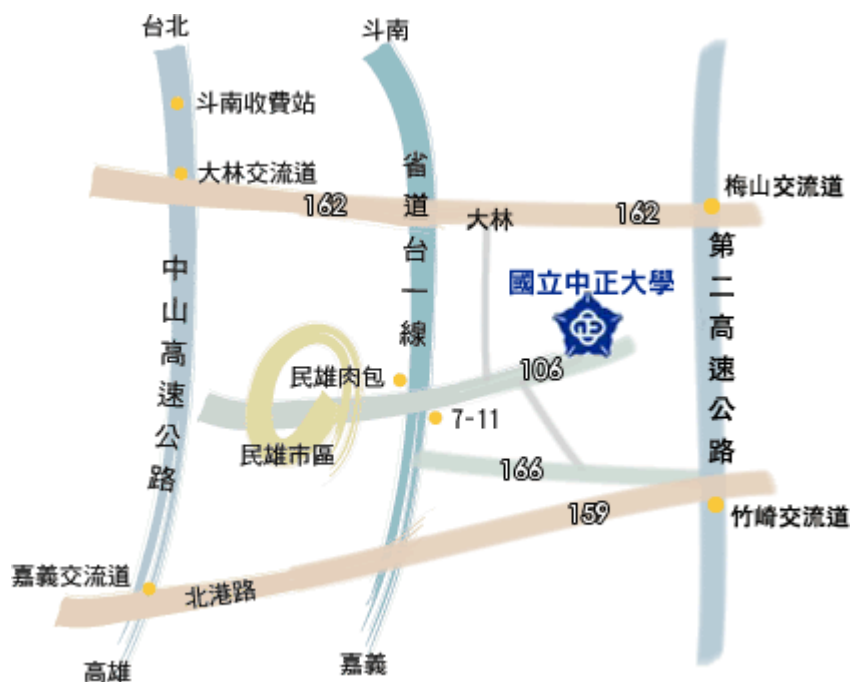 台北
斗南
斗南收費站
大林交流道
162
省道台一線
大林
162
梅山交流道
中山高速公路
第二高速公路
國立中正大學
民雄肉包
106
7-11
民雄市區
166
159
竹崎交流道
嘉義交流道
北港路
高雄
嘉義